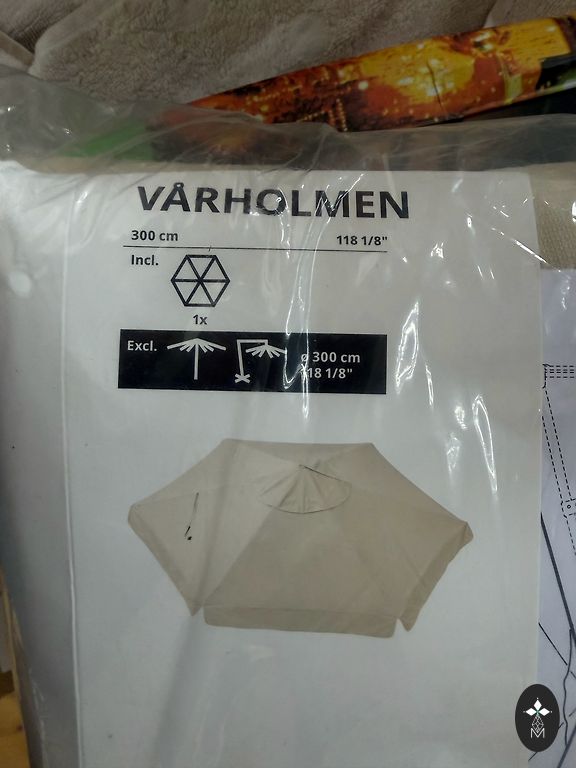 VÅRHOLMEN
300 cm 118 1/8"
Incl.
1x
Excl. ø 300 cm
118 1/8"
M